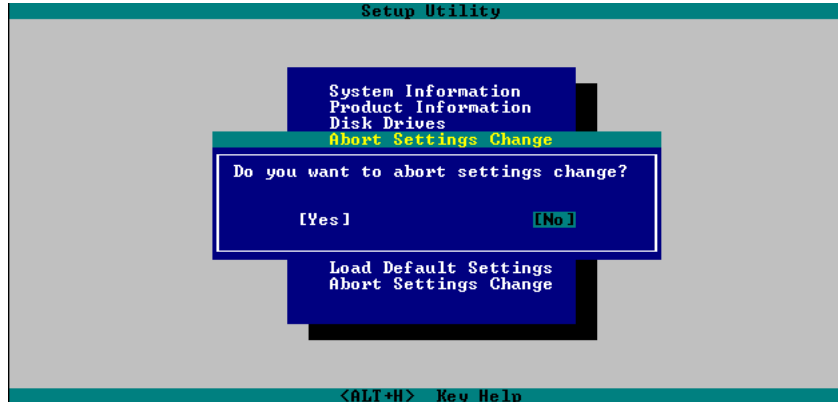 Setup Utility
System Information
Product Information
Disk Drives
Abort Settings Change
Do you want to abort settings change?
[Yes] [No]
Load Default Settings
Abort Settings Change
<ALT+H> Key Help